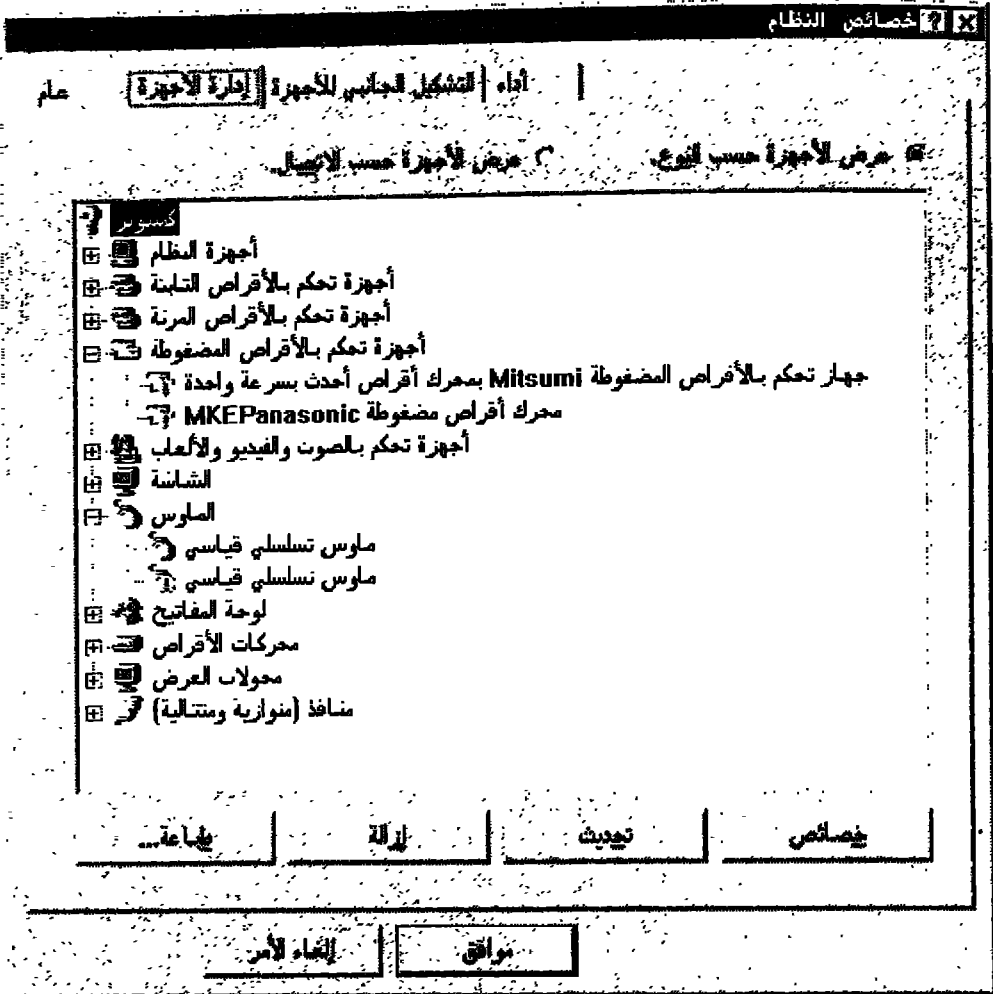 خصائص النظام
عام إدارة الأجهزة التشكيل الجانبي للأجهزة أداء
عرض الأجهزة حسب النوع. عرض الأجهزة حسب الاتصال.
كمبيوتر
أجهزة النظام
أجهزة تحكم بالأقراص الثابتة
أجهزة تحكم بالأقراص المرنة
أجهزة تحكم بالأقراص المضغوطة
جهاز تحكم بالأقراص المضغوطة Mitsumi بمحرك أقراص أحدث بسرعة واحدة
محرك أقراص مضغوطة MKEPanasonic
أجهزة تحكم بالصوت والفيديو والألعاب
الشاشة
الماوس
ماوس تسلسلي قياسي
ماوس تسلسلي قياسي
لوحة المفاتيح
محركات الأقراص
محولات العرض
منافذ (متوازية ومتتالية)
خصائص تحديث إزالة طباعة...
موافق إلغاء الأمر